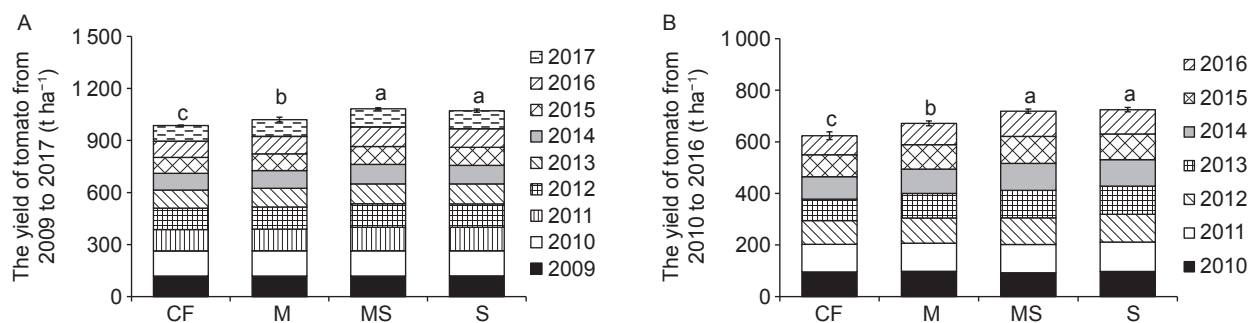 A
The yield of tomato from
2009 to 2017 (t ha⁻¹)
1 500
1 200
900
600
300
0
c
b
a
a
CF
M
MS
S
2017
2016
2015
2014
2013
2012
2011
2010
2009
B
The yield of tomato from
2010 to 2016 (t ha⁻¹)
1 000
800
600
400
200
0
c
b
a
a
CF
M
MS
S
2016
2015
2014
2013
2012
2011
2010